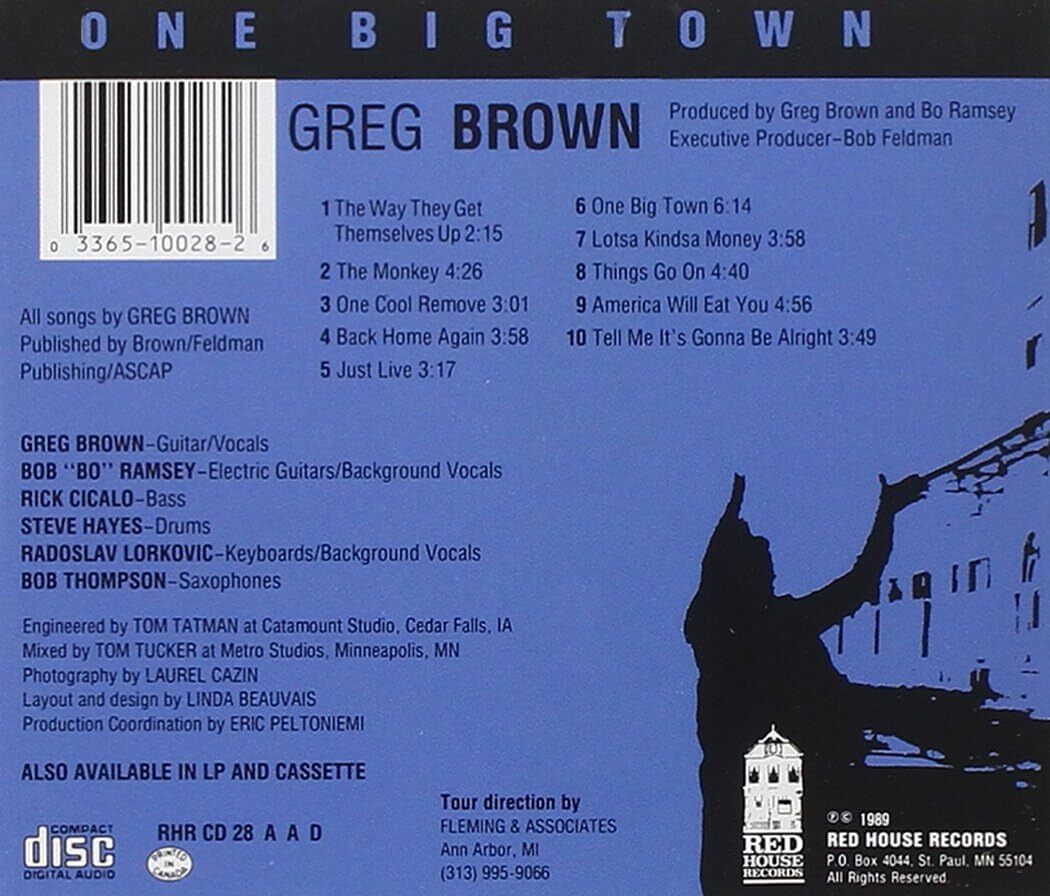 ONE BIG TOWN
0 3365-10028-2 6
GREG BROWN
Produced by Greg Brown and Bo Ramsey
Executive Producer–Bob Feldman
1 The Way They Get
Themselves Up 2:15
2 The Monkey 4:26
3 One Cool Remove 3:01
4 Back Home Again 3:58
5 Just Live 3:17
6 One Big Town 6:14
7 Lotsa Kindsa Money 3:58
8 Things Go On 4:40
9 America Will Eat You 4:56
10 Tell Me It's Gonna Be Alright 3:49
All songs by GREG BROWN
Published by Brown/Feldman
Publishing/ASCAP
GREG BROWN–Guitar/Vocals
BOB "BO" RAMSEY–Electric Guitars/Background Vocals
RICK CICALO–Bass
STEVE HAYES–Drums
RADOSLAV LORKOVIC–Keyboards/Background Vocals
BOB THOMPSON–Saxophones
Engineered by TOM TATMAN at Catamount Studio, Cedar Falls, IA
Mixed by TOM TUCKER at Metro Studios, Minneapolis, MN
Photography by LAUREL CAZIN
Layout and design by LINDA BEAUVAIS
Production Coordination by ERIC PELTONIEMI
ALSO AVAILABLE IN LP AND CASSETTE
COMPACT
disc
DIGITAL AUDIO
RHR CD 28 A A D
PRINTED
IN
CANADA
Tour direction by
FLEMING & ASSOCIATES
Ann Arbor, MI
(313) 995-9066
RED
HOUSE
RECORDS
℗ © 1989
RED HOUSE RECORDS
P.O. Box 4044, St. Paul, MN 55104
All Rights Reserved.